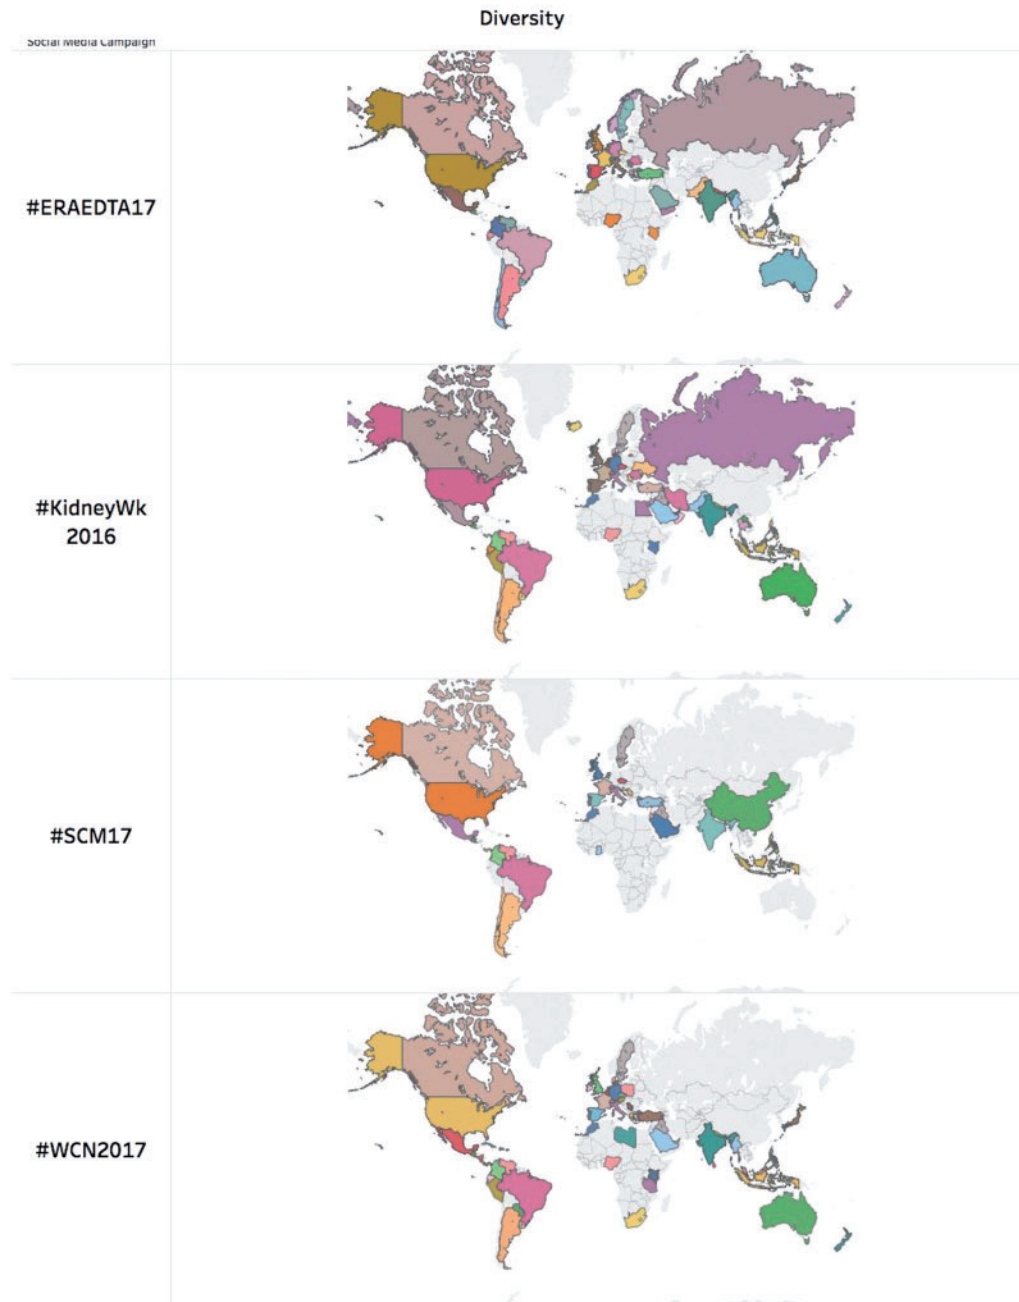 Diversity
Social Media Campaign
#ERAEDTA17
#KidneyWk
2016
#SCM17
#WCN2017